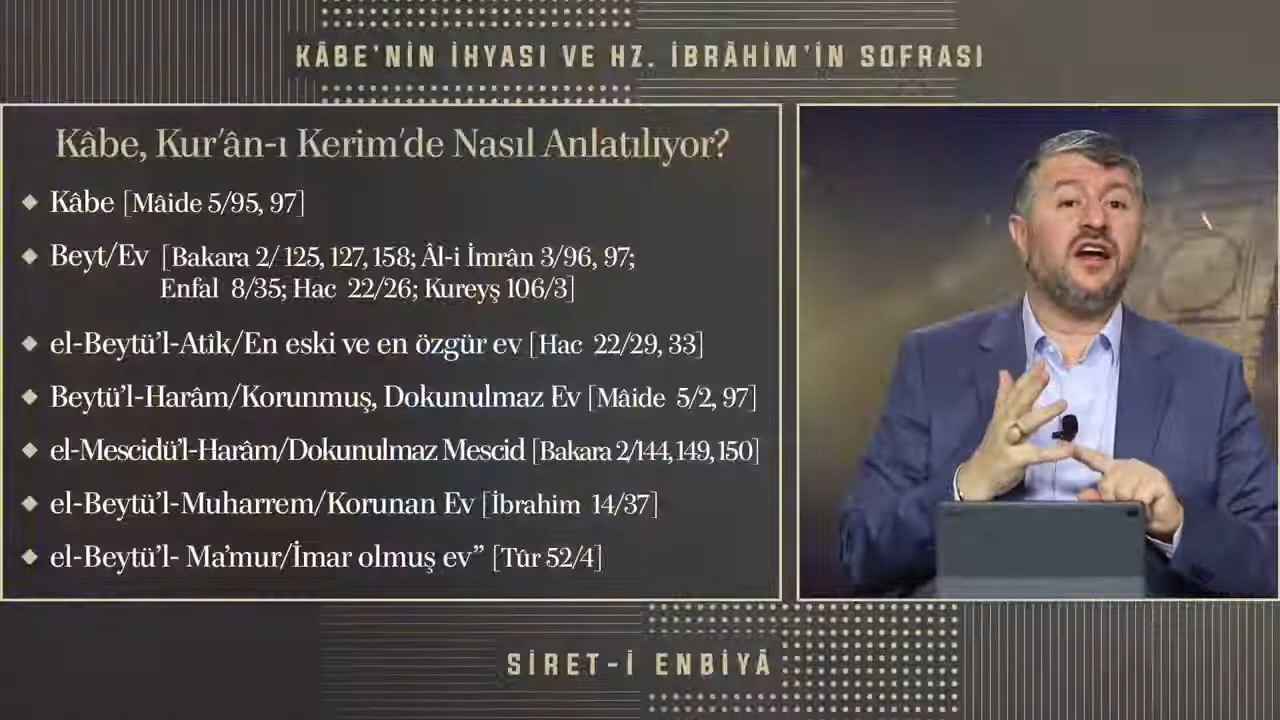 KÂBE'NİN İHYASI VE HZ. İBRÂHİM'İN SOFRASI
Kâbe, Kur'ân-ı Kerim'de Nasıl Anlatılıyor?
◆ Kâbe [Mâide 5/95, 97]
◆ Beyt/Ev [Bakara 2/ 125, 127, 158; Âl-i İmrân 3/96, 97;
Enfal 8/35; Hac 22/26; Kureyş 106/3]
◆ el-Beytü’l-Atik/En eski ve en özgür ev [Hac 22/29, 33]
◆ Beytü’l-Harâm/Korunmuş, Dokunulmaz Ev [Mâide 5/2, 97]
◆ el-Mescidü’l-Harâm/Dokunulmaz Mescid [Bakara 2/144, 149, 150]
◆ el-Beytü’l-Muharrem/Korunan Ev [İbrahim 14/37]
◆ el-Beytü’l- Ma’mur/İmar olmuş ev” [Tûr 52/4]
SİRET-İ ENBİYÂ